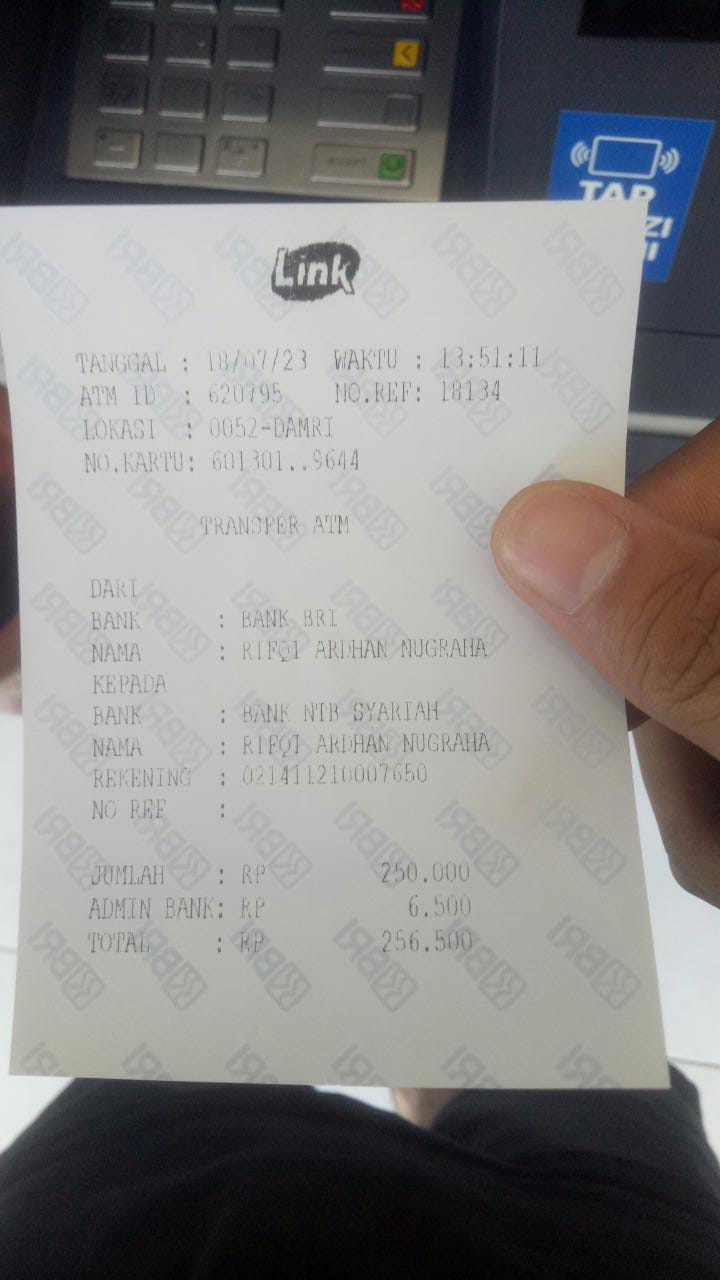 TAP
Link
TANGGAL : 18/07/23 WAKTU : 13:51:11
ATM ID : 620795 NO.REF: 18134
LOKASI : 0052-DAMRI
NO.KARTU: 601301..9644
TRANSFER ATM
DARI
BANK : BANK BRI
NAMA : RIFQI ARDHAN NUGRAHA
KEPADA
BANK : BANK NTB SYARIAH
NAMA : RIFQI ARDHAN NUGRAHA
REKENING : 021411210007650
NO REF :
JUMLAH : RP 250.000
ADMIN BANK: RP 6.500
TOTAL : RP 256.500
BRI